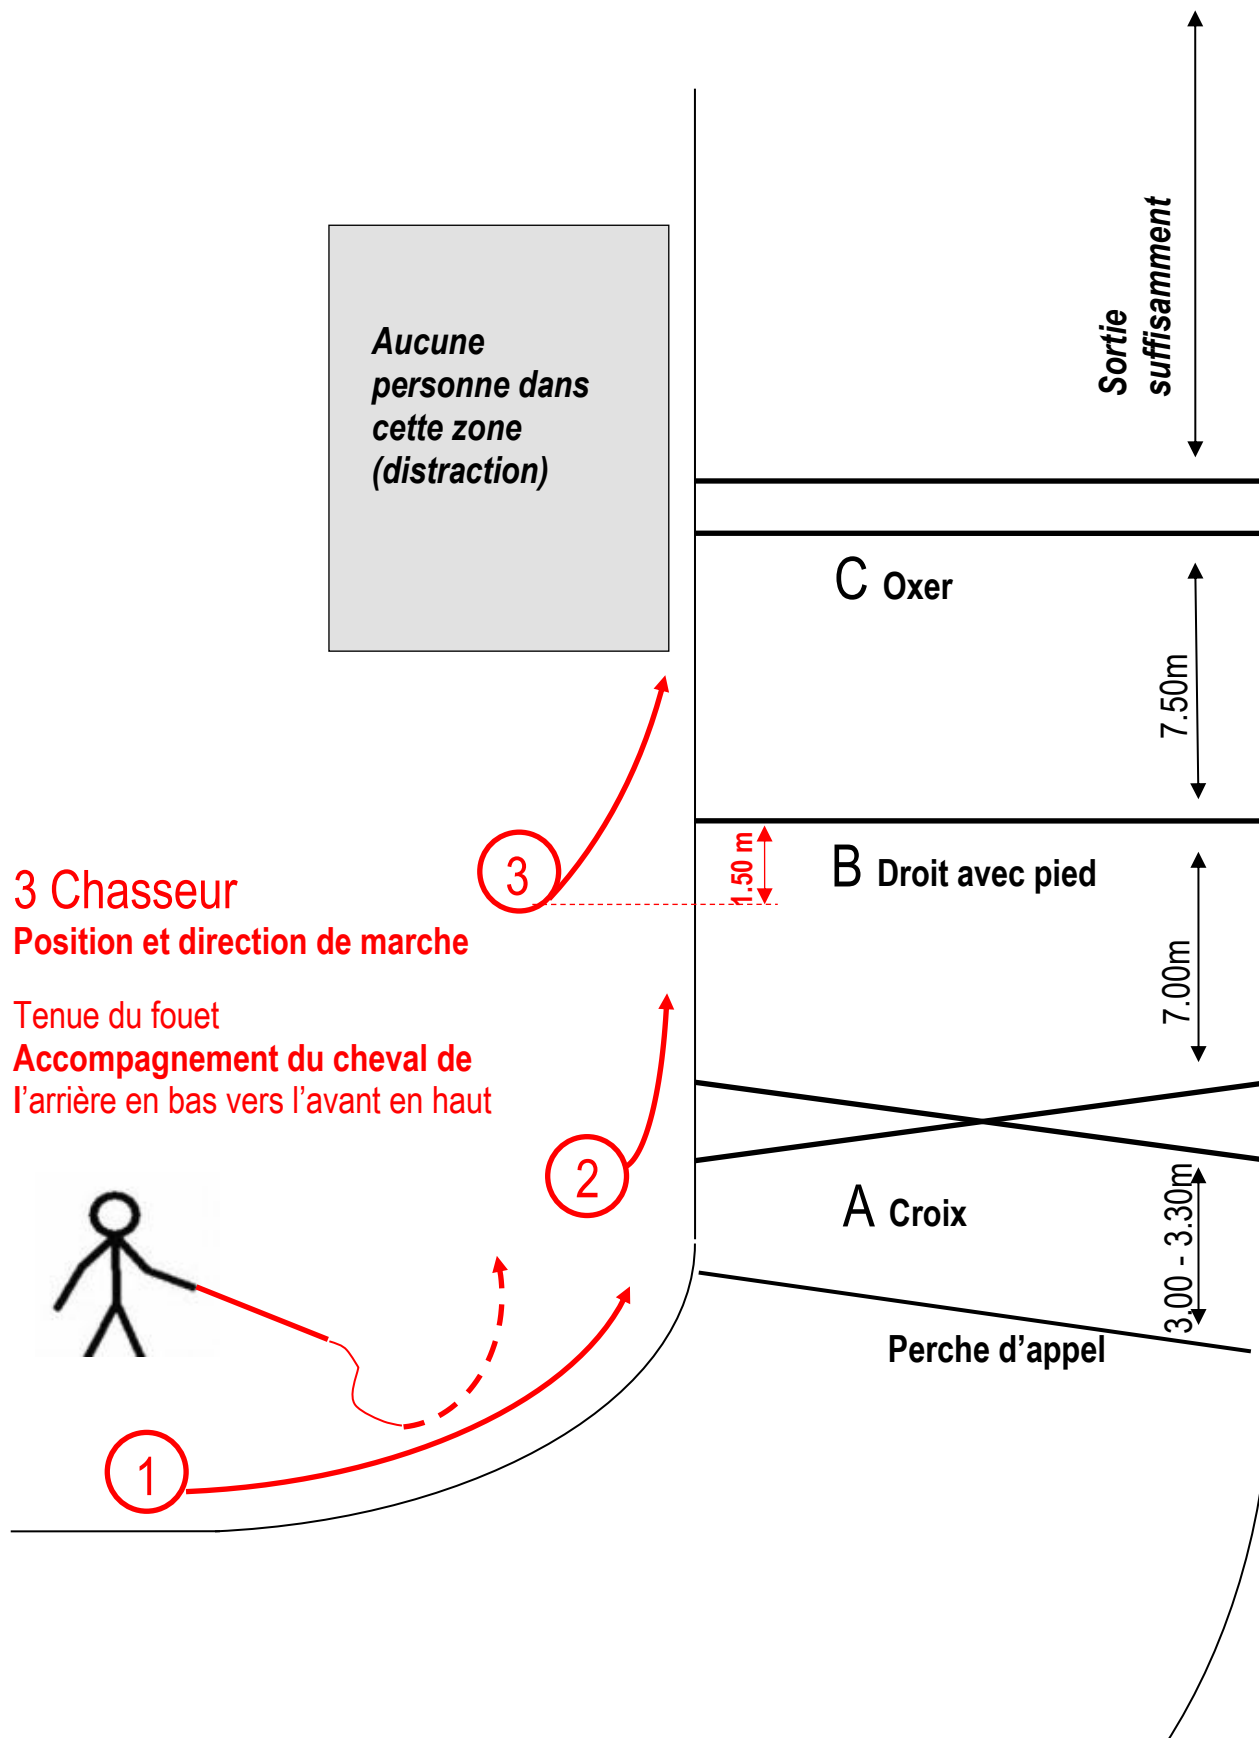 Sortie
suffisamment
Aucune
personne dans
cette zone
(distraction)
C Oxer
7.50m
3
1.50 m
B Droit avec pied
3 Chasseur
Position et direction de marche
7.00m
Tenue du fouet
Accompagnement du cheval de
l'arrière en bas vers l'avant en haut
2
A Croix
3.00 - 3.30m
Perche d'appel
1